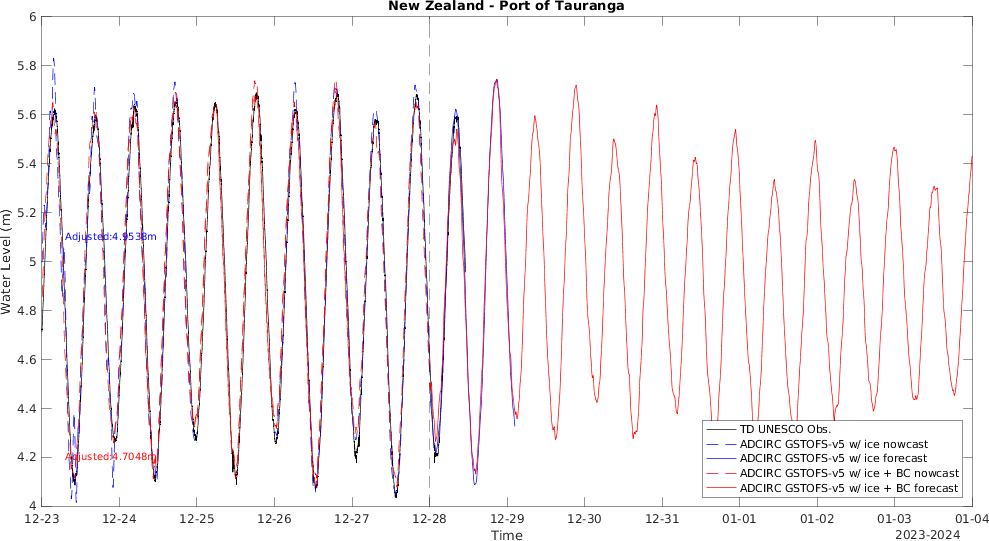 New Zealand - Port of Tauranga
Water Level (m)
6
5.8
5.6
5.4
5.2
5
4.8
4.6
4.4
4.2
4
Adjusted:4.9538m
Adjusted:4.7048m
TD UNESCO Obs.
ADCIRC GSTOFS-v5 w/ ice nowcast
ADCIRC GSTOFS-v5 w/ ice forecast
ADCIRC GSTOFS-v5 w/ ice + BC nowcast
ADCIRC GSTOFS-v5 w/ ice + BC forecast
12-23 12-24 12-25 12-26 12-27 12-28 12-29 12-30 12-31 01-01 01-02 01-03 01-04
Time
2023-2024